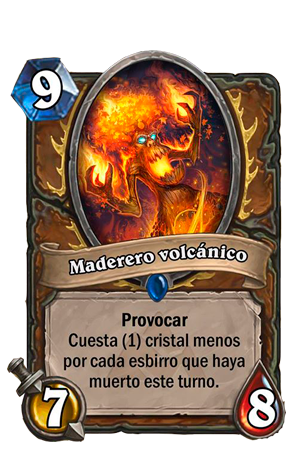 9
Maderero volcánico
Provocar
Cuesta (1) cristal menos
por cada esbirro que haya
muerto este turno.
7
8